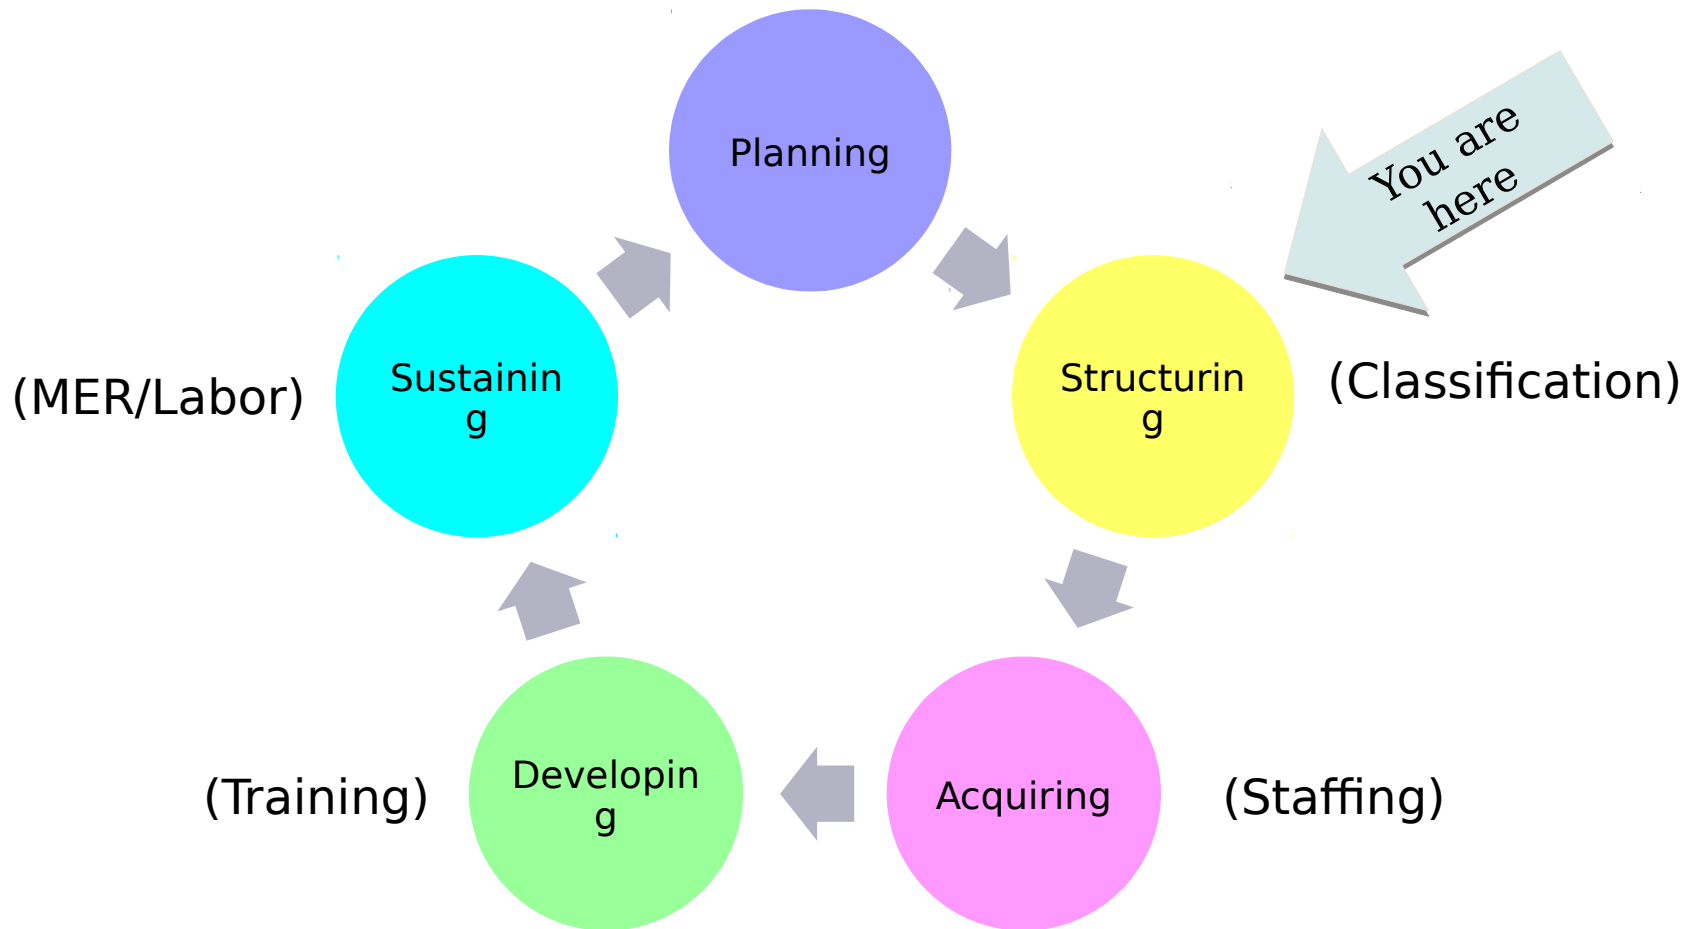 Planning
You are
here
Sustainin
g
Structurin
g
(MER/Labor)
(Classification)
Developin
g
Acquiring
(Training)
(Staffing)